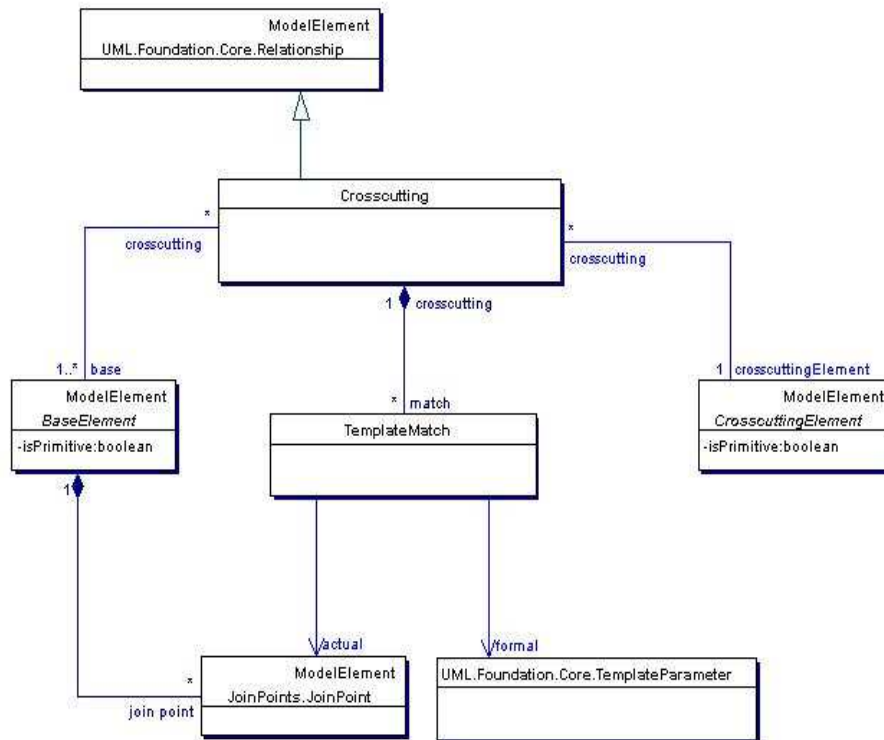 ModelElement
UML.Foundation.Core.Relationship
Crosscutting
*
crosscutting
*
crosscutting
1
crosscutting
1..* base
1 crosscuttingElement
ModelElement
BaseElement
-isPrimitive:boolean
* match
TemplateMatch
ModelElement
CrosscuttingElement
-isPrimitive:boolean
1
/actual
/formal
*
join point
ModelElement
JoinPoints.JoinPoint
UML.Foundation.Core.TemplateParameter